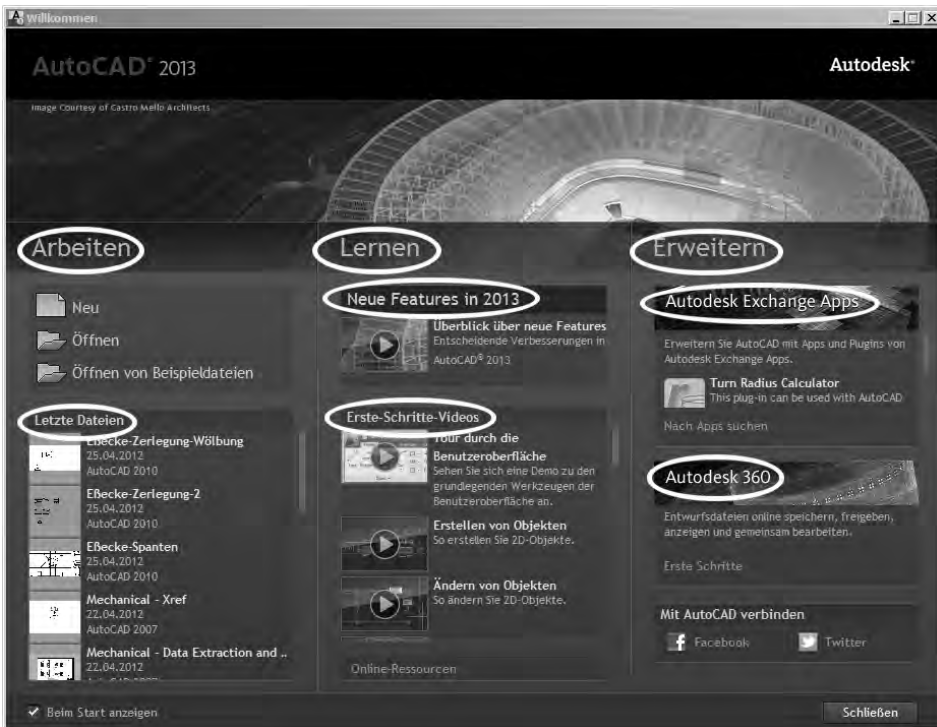 Willkommen
AutoCAD® 2013
Autodesk®
Image Courtesy of Castro Mello Architects
Arbeiten
Neu
Öffnen
Öffnen von Beispieldateien
Letzte Dateien
Eßecke-Zerlegung-Wölbung
25.04.2012
AutoCAD 2010
Eßecke-Zerlegung-2
25.04.2012
AutoCAD 2010
Eßecke-Spanten
25.04.2012
AutoCAD 2010
Mechanical - Xref
22.04.2012
AutoCAD 2007
Mechanical - Data Extraction and ..
22.04.2012
Lernen
Neue Features in 2013
Überblick über neue Features
Entscheidende Verbesserungen in
AutoCAD® 2013
Erste-Schritte-Videos
Tour durch die
Benutzeroberfläche
Sehen Sie sich eine Demo zu den
grundlegenden Werkzeugen der
Benutzeroberfläche an.
Erstellen von Objekten
So erstellen Sie 2D-Objekte.
Ändern von Objekten
So ändern Sie 2D-Objekte.
Online-Ressourcen
Erweitern
Autodesk Exchange Apps
Erweitern Sie AutoCAD mit Apps und Plugins von
Autodesk Exchange Apps.
Turn Radius Calculator
This plug-in can be used with AutoCAD
Nach Apps suchen
Autodesk 360
Entwurfsdateien online speichern, freigeben,
anzeigen und gemeinsam bearbeiten.
Erste Schritte
Mit AutoCAD verbinden
Facebook
Twitter
Beim Start anzeigen
Schließen